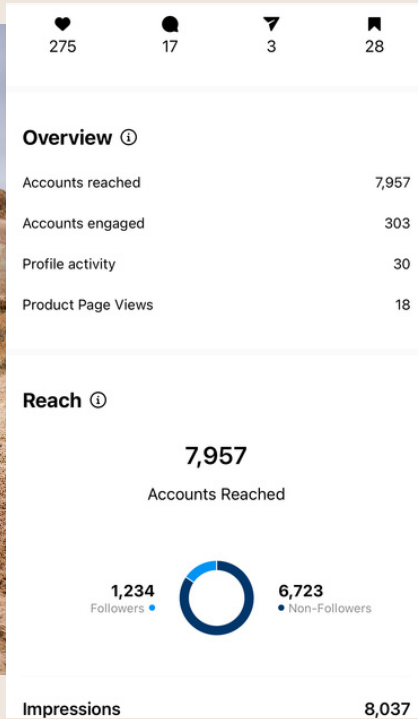 275 17 3 28
Overview
Accounts reached 7,957
Accounts engaged 303
Profile activity 30
Product Page Views 18
Reach
7,957
Accounts Reached
1,234 6,723
Followers Non-Followers
Impressions 8,037